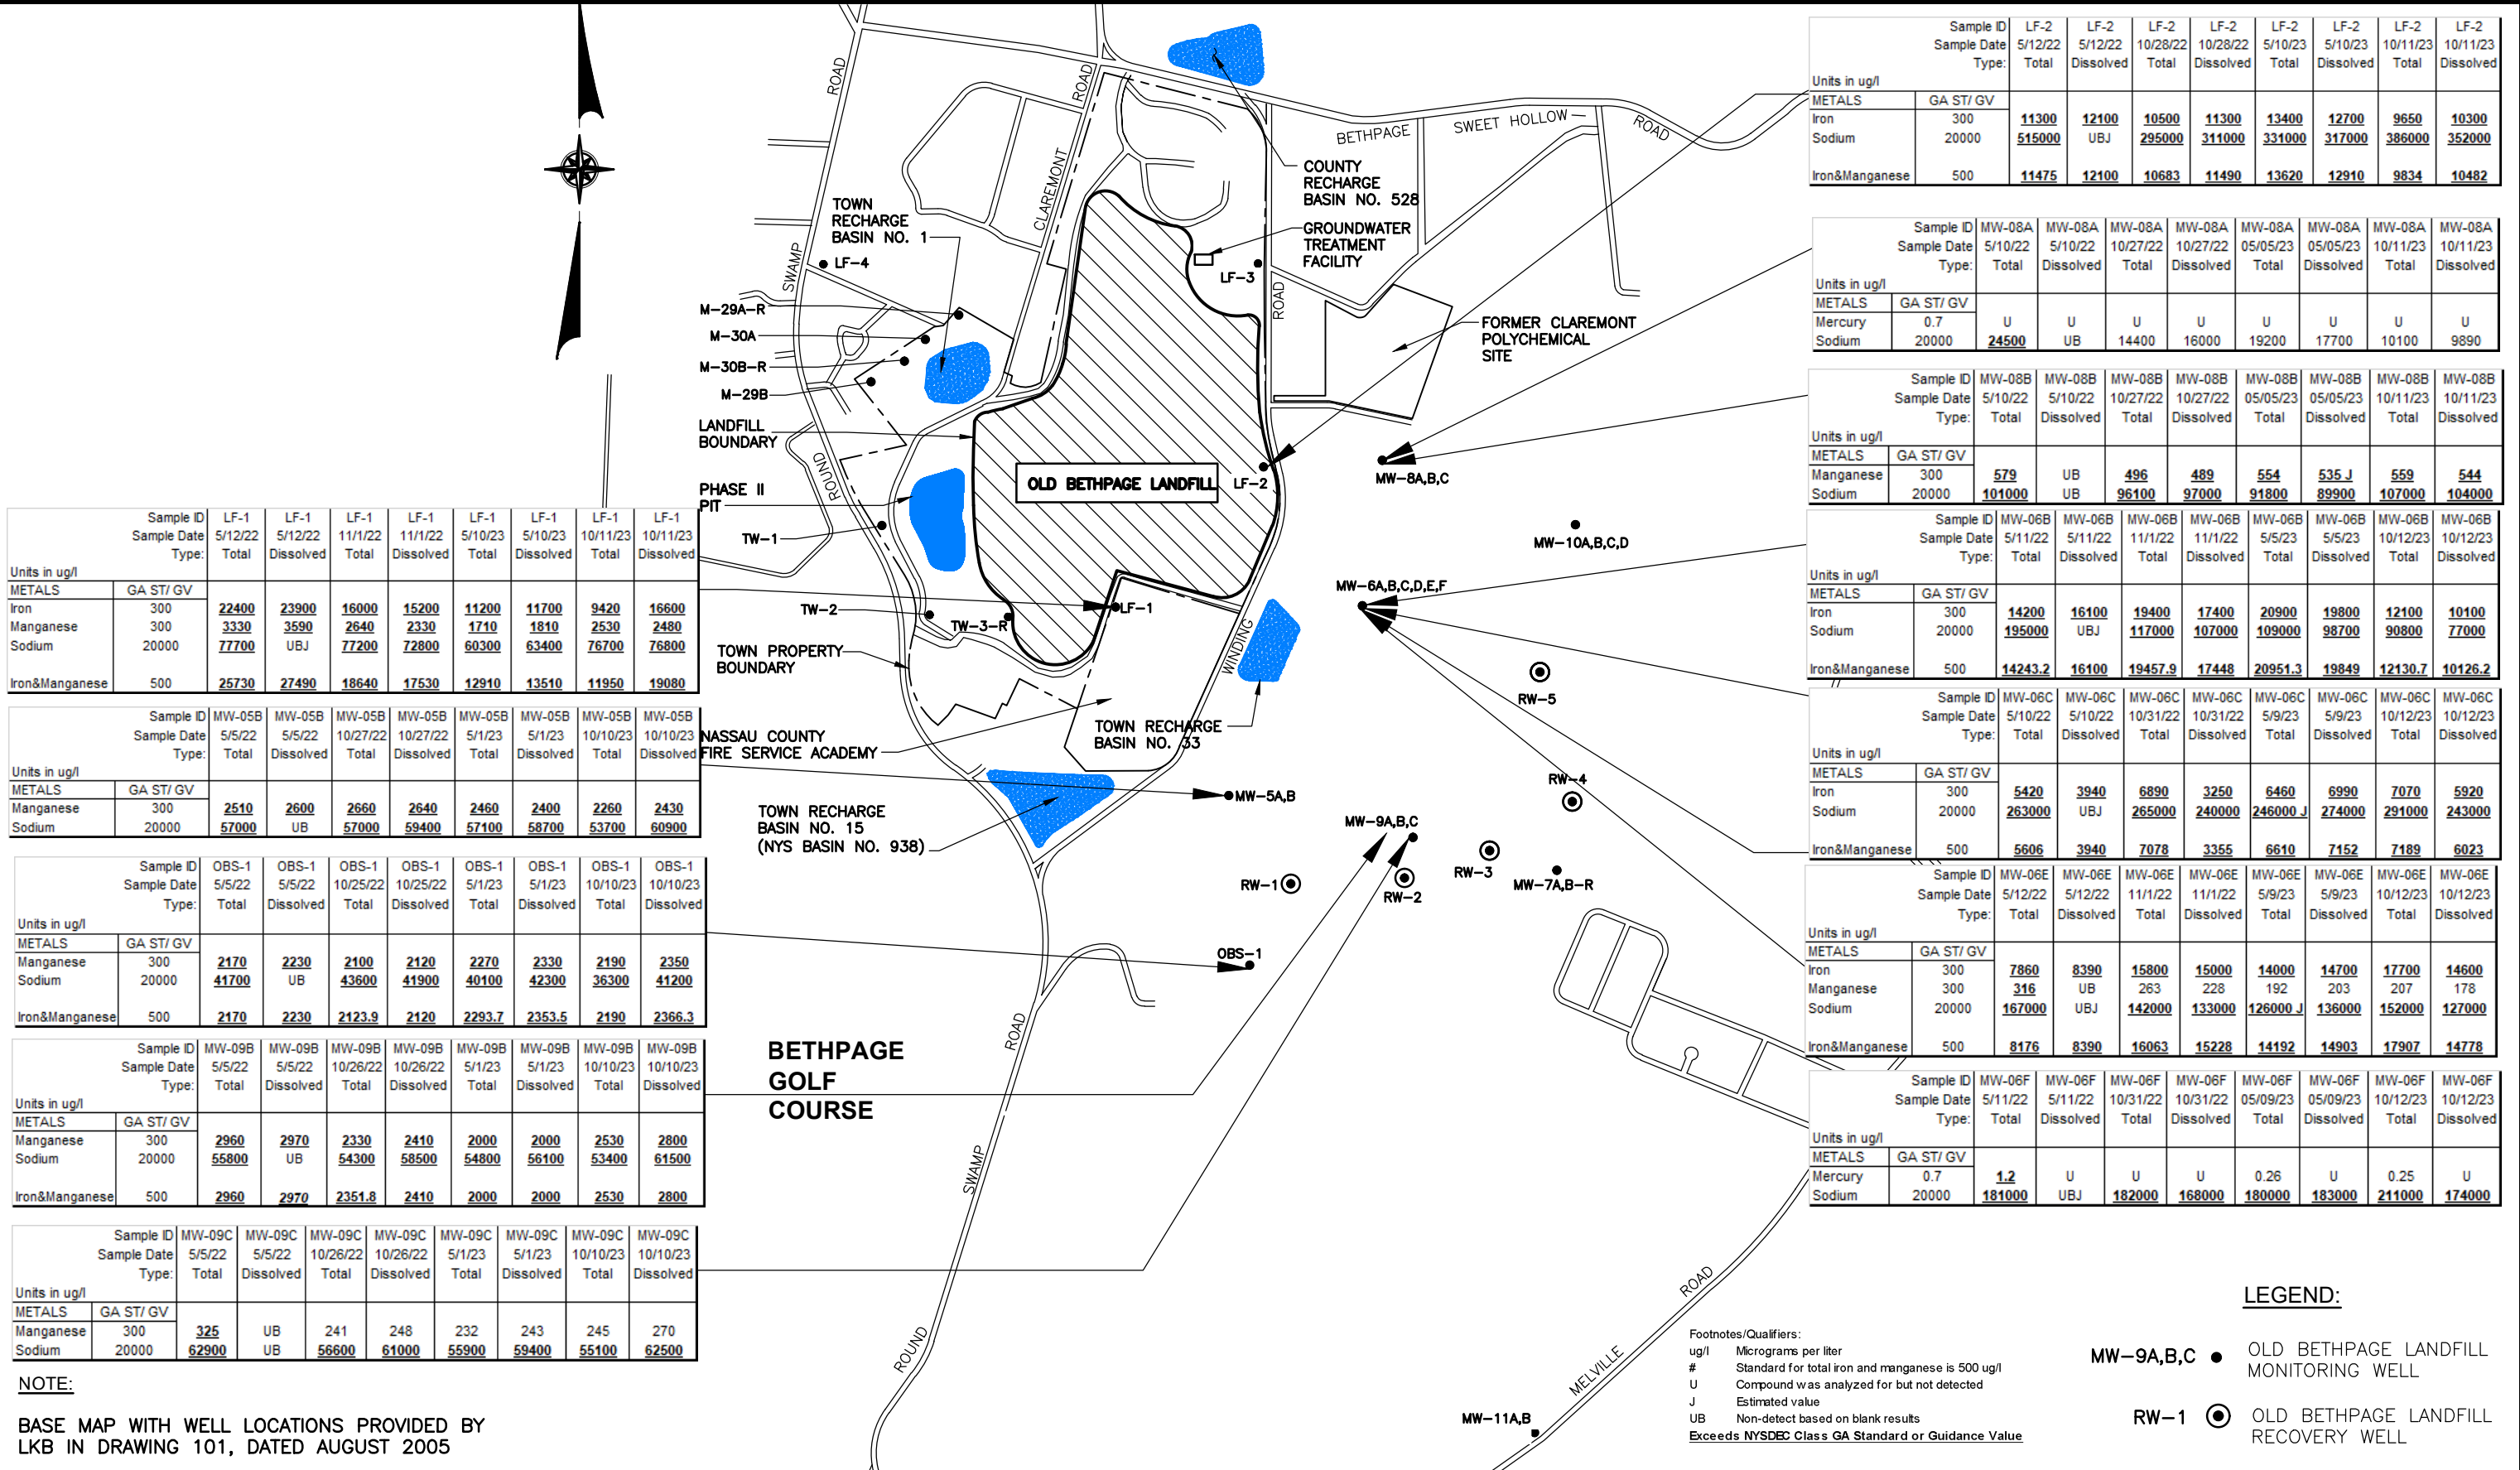 Sample ID LF-2 LF-2 LF-2 LF-2 LF-2 LF-2 LF-2 LF-2
Sample Date 5/12/22 5/12/22 10/28/22 10/28/22 5/10/23 5/10/23 10/11/23 10/11/23
Type: Total Dissolved Total Dissolved Total Dissolved Total Dissolved
Units in ug/l
METALS GA ST/ GV
Iron 300 11300 12100 10500 11300 13400 12700 9650 10300
Sodium 20000 515000 UBJ 295000 311000 331000 317000 386000 352000
Iron&Manganese 500 11475 12100 10683 11490 13620 12910 9834 10482
Sample ID MW-08A MW-08A MW-08A MW-08A MW-08A MW-08A MW-08A MW-08A
Sample Date 5/10/22 5/10/22 10/27/22 10/27/22 05/05/23 05/05/23 10/11/23 10/11/23
Type: Total Dissolved Total Dissolved Total Dissolved Total Dissolved
Units in ug/l
METALS GA ST/ GV
Mercury 0.7 U U U U U U U U
Sodium 20000 24500 UB 14400 16000 19200 17700 10100 9890
Sample ID MW-08B MW-08B MW-08B MW-08B MW-08B MW-08B MW-08B MW-08B
Sample Date 5/10/22 5/10/22 10/27/22 10/27/22 05/05/23 05/05/23 10/11/23 10/11/23
Type: Total Dissolved Total Dissolved Total Dissolved Total Dissolved
Units in ug/l
METALS GA ST/ GV
Manganese 300 579 UB 496 489 554 535 J 559 544
Sodium 20000 101000 UB 96100 97000 91800 89900 107000 104000
Sample ID MW-06B MW-06B MW-06B MW-06B MW-06B MW-06B MW-06B MW-06B
Sample Date 5/11/22 5/11/22 11/1/22 11/1/22 5/5/23 5/5/23 10/12/23 10/12/23
Type: Total Dissolved Total Dissolved Total Dissolved Total Dissolved
Units in ug/l
METALS GA ST/ GV
Iron 300 14200 16100 19400 17400 20900 19800 12100 10100
Sodium 20000 195000 UBJ 117000 107000 109000 98700 90800 77000
Iron&Manganese 500 14243.2 16100 19457.9 17448 20951.3 19849 12130.7 10126.2
Sample ID MW-06C MW-06C MW-06C MW-06C MW-06C MW-06C MW-06C MW-06C
Sample Date 5/10/22 5/10/22 10/31/22 10/31/22 5/9/23 5/9/23 10/12/23 10/12/23
Type: Total Dissolved Total Dissolved Total Dissolved Total Dissolved
Units in ug/l
METALS GA ST/ GV
Iron 300 5420 3940 6890 3250 6460 6990 7070 5920
Sodium 20000 263000 UBJ 265000 240000 246000 J 274000 291000 243000
Iron&Manganese 500 5606 3940 7078 3355 6610 7152 7189 6023
Sample ID MW-06E MW-06E MW-06E MW-06E MW-06E MW-06E MW-06E MW-06E
Sample Date 5/12/22 5/12/22 11/1/22 11/1/22 5/9/23 5/9/23 10/12/23 10/12/23
Type: Total Dissolved Total Dissolved Total Dissolved Total Dissolved
Units in ug/l
METALS GA ST/ GV
Iron 300 7860 8390 15800 15000 14000 14700 17700 14600
Manganese 300 316 UB 263 228 192 203 207 178
Sodium 20000 167000 UBJ 142000 133000 126000 J 136000 152000 127000
Iron&Manganese 500 8176 8390 16063 15228 14192 14903 17907 14778
Sample ID MW-06F MW-06F MW-06F MW-06F MW-06F MW-06F MW-06F MW-06F
Sample Date 5/11/22 5/11/22 10/31/22 10/31/22 05/09/23 05/09/23 10/12/23 10/12/23
Type: Total Dissolved Total Dissolved Total Dissolved Total Dissolved
Units in ug/l
METALS GA ST/ GV
Mercury 0.7 1.2 U U U 0.26 U 0.25 U
Sodium 20000 181000 UBJ 182000 168000 180000 183000 211000 174000
Sample ID LF-1 LF-1 LF-1 LF-1 LF-1 LF-1 LF-1 LF-1
Sample Date 5/12/22 5/12/22 11/1/22 11/1/22 5/10/23 5/10/23 10/11/23 10/11/23
Type: Total Dissolved Total Dissolved Total Dissolved Total Dissolved
Units in ug/l
METALS GA ST/ GV
Iron 300 22400 23900 16000 15200 11200 11700 9420 16600
Manganese 300 3330 3590 2640 2330 1710 1810 2530 2480
Sodium 20000 77700 UBJ 77200 72800 60300 63400 76700 76800
Iron&Manganese 500 25730 27490 18640 17530 12910 13510 11950 19080
Sample ID MW-05B MW-05B MW-05B MW-05B MW-05B MW-05B MW-05B MW-05B
Sample Date 5/5/22 5/5/22 10/27/22 10/27/22 5/1/23 5/1/23 10/10/23 10/10/23
Type: Total Dissolved Total Dissolved Total Dissolved Total Dissolved
Units in ug/l
METALS GA ST/ GV
Manganese 300 2510 2600 2660 2640 2460 2400 2260 2430
Sodium 20000 57000 UB 57000 59400 57100 58700 53700 60900
Sample ID OBS-1 OBS-1 OBS-1 OBS-1 OBS-1 OBS-1 OBS-1 OBS-1
Sample Date 5/5/22 5/5/22 10/25/22 10/25/22 5/1/23 5/1/23 10/10/23 10/10/23
Type: Total Dissolved Total Dissolved Total Dissolved Total Dissolved
Units in ug/l
METALS GA ST/ GV
Manganese 300 2170 2230 2100 2120 2270 2330 2190 2350
Sodium 20000 41700 UB 43600 41900 40100 42300 36300 41200
Iron&Manganese 500 2170 2230 2123.9 2120 2293.7 2353.5 2190 2366.3
Sample ID MW-09B MW-09B MW-09B MW-09B MW-09B MW-09B MW-09B MW-09B
Sample Date 5/5/22 5/5/22 10/26/22 10/26/22 5/1/23 5/1/23 10/10/23 10/10/23
Type: Total Dissolved Total Dissolved Total Dissolved Total Dissolved
Units in ug/l
METALS GA ST/ GV
Manganese 300 2960 2970 2330 2410 2000 2000 2530 2800
Sodium 20000 55800 UB 54300 58500 54800 56100 53400 61500
Iron&Manganese 500 2960 2970 2351.8 2410 2000 2000 2530 2800
Sample ID MW-09C MW-09C MW-09C MW-09C MW-09C MW-09C MW-09C MW-09C
Sample Date 5/5/22 5/5/22 10/26/22 10/26/22 5/1/23 5/1/23 10/10/23 10/10/23
Type: Total Dissolved Total Dissolved Total Dissolved Total Dissolved
Units in ug/l
METALS GA ST/ GV
Manganese 300 325 UB 241 248 232 243 245 270
Sodium 20000 62900 UB 56600 61000 55900 59400 55100 62500
NOTE:
BASE MAP WITH WELL LOCATIONS PROVIDED BY
LKB IN DRAWING 101, DATED AUGUST 2005
ROAD
ROAD
CLAREMONT
SWAMP
BETHPAGE
SWEET HOLLOW
ROAD
COUNTY
RECHARGE
BASIN NO. 528
TOWN
RECHARGE
BASIN NO. 1
GROUNDWATER
TREATMENT
FACILITY
LF-4
LF-3
ROAD
M-29A-R
M-30A
M-30B-R
M-29B
FORMER CLAREMONT
POLYCHEMICAL
SITE
LANDFILL
BOUNDARY
ROUND
OLD BETHPAGE LANDFILL
LF-2
MW-8A,B,C
PHASE II
PIT
TW-1
MW-10A,B,C,D
MW-6A,B,C,D,E,F
TW-2
TW-3-R
LF-1
WINDING
TOWN PROPERTY
BOUNDARY
RW-5
TOWN RECHARGE
BASIN NO. 33
NASSAU COUNTY
FIRE SERVICE ACADEMY
RW-4
MW-5A,B
TOWN RECHARGE
BASIN NO. 15
(NYS BASIN NO. 938)
MW-9A,B,C
RW-3
RW-1
RW-2
MW-7A,B-R
OBS-1
ROAD
BETHPAGE
GOLF
COURSE
SWAMP
ROUND
ROAD
MELVILLE
MW-11A,B
Footnotes/Qualifiers:
ug/l Micrograms per liter
# Standard for total iron and manganese is 500 ug/l
U Compound was analyzed for but not detected
J Estimated value
UB Non-detect based on blank results
Exceeds NYSDEC Class GA Standard or Guidance Value
LEGEND:
MW-9A,B,C OLD BETHPAGE LANDFILL
MONITORING WELL
RW-1 OLD BETHPAGE LANDFILL
RECOVERY WELL